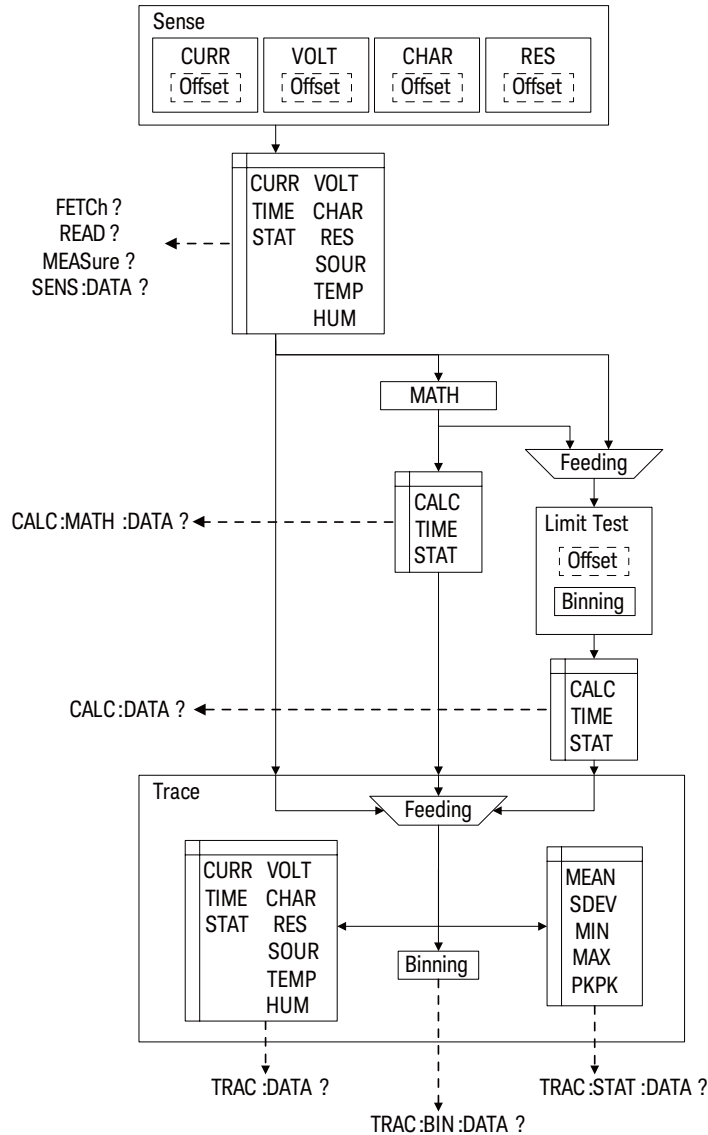 Sense
CURR VOLT CHAR RES
Offset Offset Offset Offset
CURR VOLT
TIME CHAR
STAT RES
SOUR
TEMP
HUM
FETCh ?
READ ?
MEASure ?
SENS :DATA ?
MATH
Feeding
CALC
TIME
STAT
CALC :MATH :DATA ?
Limit Test
Offset
Binning
CALC
TIME
STAT
CALC :DATA ?
Trace
Feeding
CURR VOLT
TIME CHAR
STAT RES
SOUR
TEMP
HUM
Binning
MEAN
SDEV
MIN
MAX
PKPK
TRAC :DATA ?
TRAC :BIN :DATA ?
TRAC :STAT :DATA ?